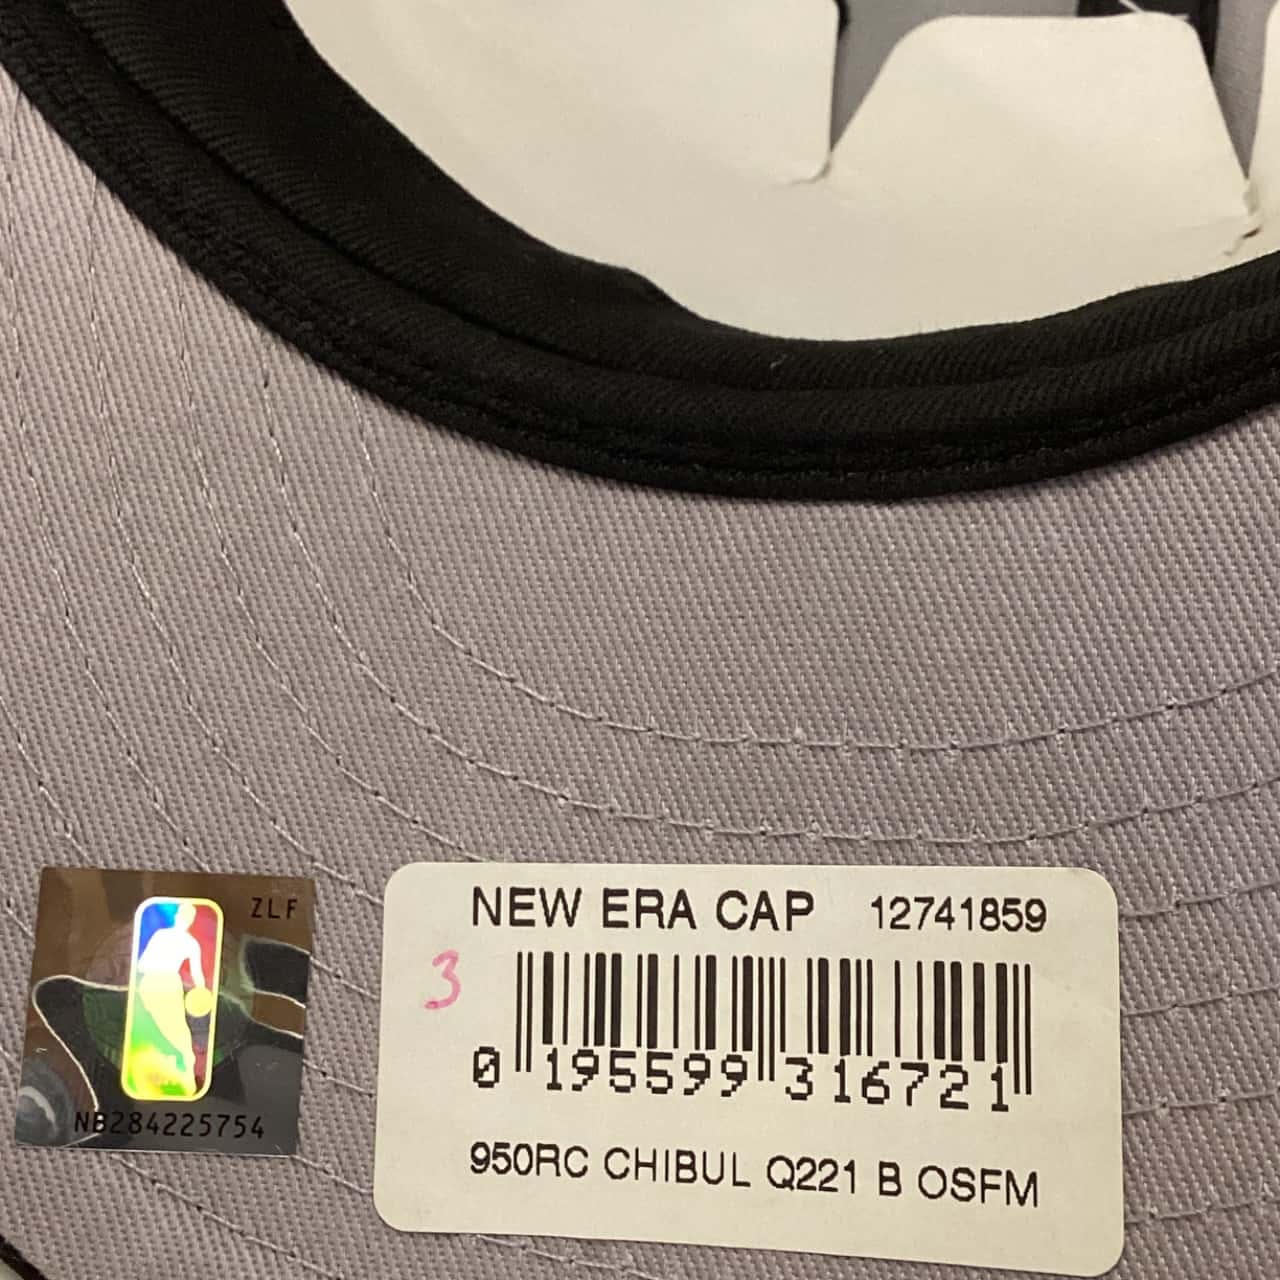 NEW ERA CAP 12741859
3
0 195599 316721
950RC CHIBUL Q221 B OSFM
ZLF
NB284225754